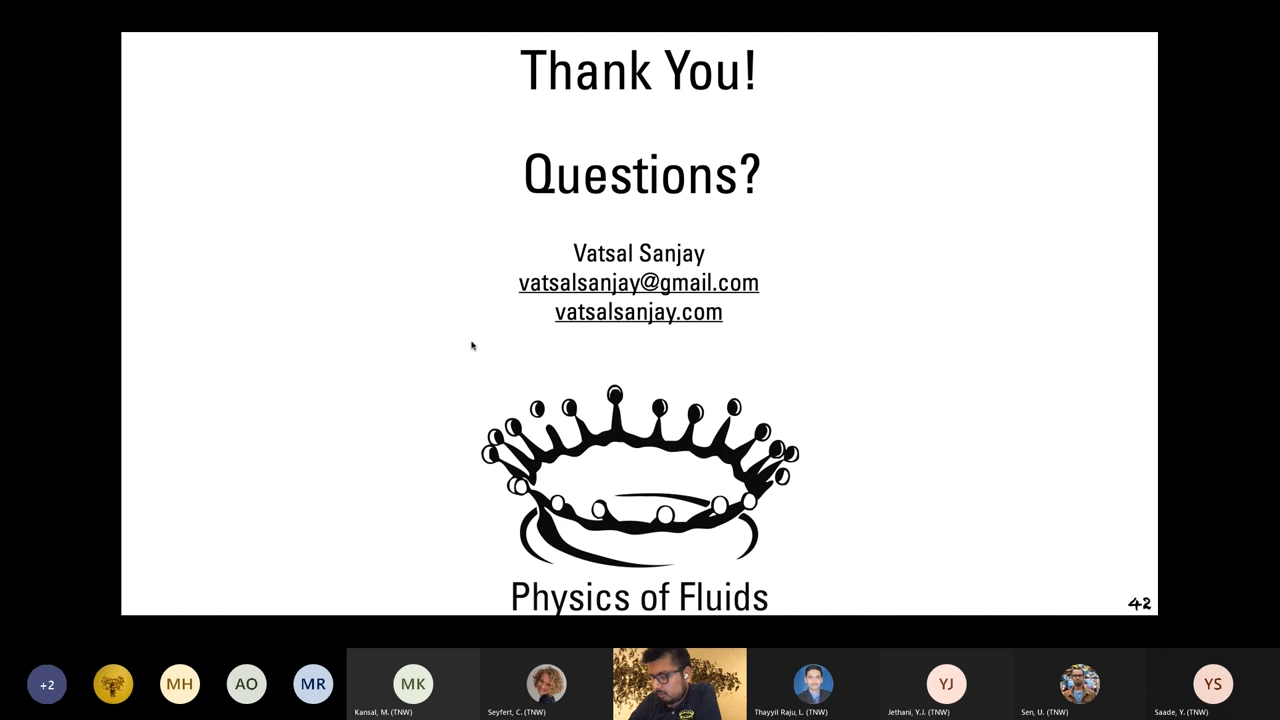 Thank You!
Questions?
Vatsal Sanjay
vatsalsanjay@gmail.com
vatsalsanjay.com
Physics of Fluids
42
+2
MH
AO
MR
MK
YJ
YS
Kansal, M. (TNW)
Seyfert, C. (TNW)
Thayyil Raju, L. (TNW)
Jethani, Y.J. (TNW)
Sen, U. (TNW)
Saade, Y. (TNW)